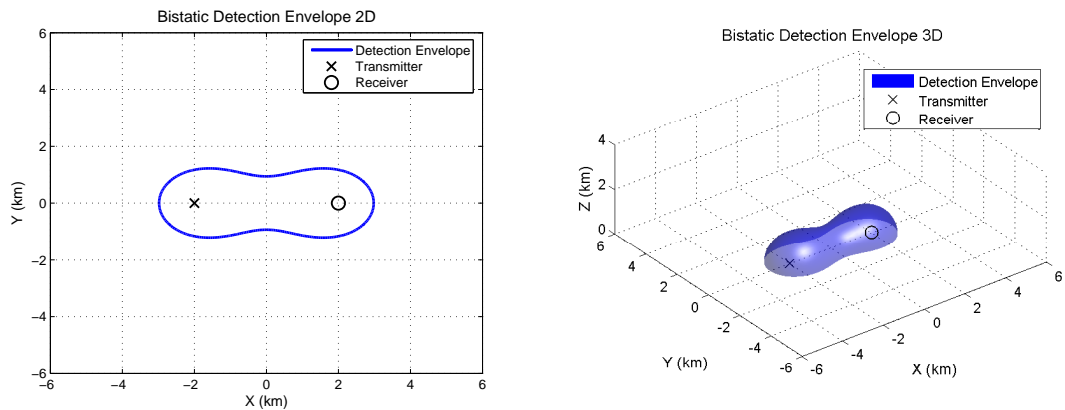 Bistatic Detection Envelope 2D
6
4
2
0
−2
−4
−6
−6
−4
−2
0
2
4
6
Y (km)
X (km)
Detection Envelope
Transmitter
Receiver
Bistatic Detection Envelope 3D
Detection Envelope
Transmitter
Receiver
4
2
0
Z (km)
6
4
2
0
-2
-4
-6
Y (km)
-6
-4
-2
0
2
4
6
X (km)